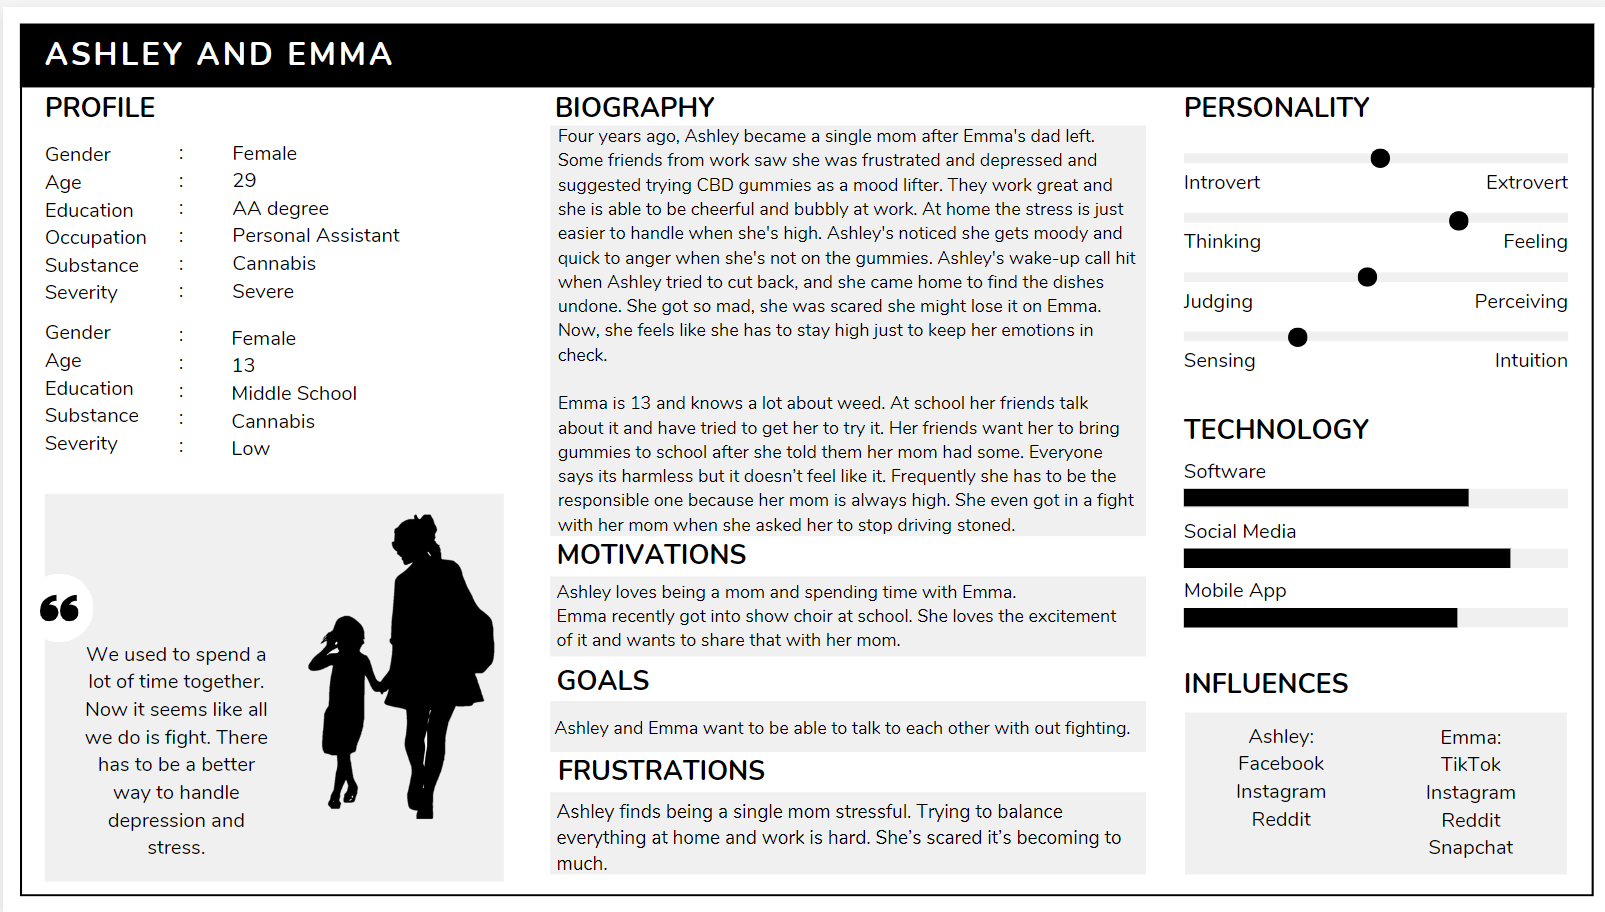 ASHLEY AND EMMA
PROFILE
Gender : Female
Age : 29
Education : AA degree
Occupation : Personal Assistant
Substance : Cannabis
Severity : Severe
Gender : Female
Age : 13
Education : Middle School
Substance : Cannabis
Severity : Low
“
We used to spend a
lot of time together.
Now it seems like all
we do is fight. There
has to be a better
way to handle
depression and
stress.
BIOGRAPHY
Four years ago, Ashley became a single mom after Emma's dad left.
Some friends from work saw she was frustrated and depressed and
suggested trying CBD gummies as a mood lifter. They work great and
she is able to be cheerful and bubbly at work. At home the stress is just
easier to handle when she's high. Ashley's noticed she gets moody and
quick to anger when she's not on the gummies. Ashley's wake-up call hit
when Ashley tried to cut back, and she came home to find the dishes
undone. She got so mad, she was scared she might lose it on Emma.
Now, she feels like she has to stay high just to keep her emotions in
check.
Emma is 13 and knows a lot about weed. At school her friends talk
about it and have tried to get her to try it. Her friends want her to bring
gummies to school after she told them her mom had some. Everyone
says its harmless but it doesn’t feel like it. Frequently she has to be the
responsible one because her mom is always high. She even got in a fight
with her mom when she asked her to stop driving stoned.
MOTIVATIONS
Ashley loves being a mom and spending time with Emma.
Emma recently got into show choir at school. She loves the excitement
of it and wants to share that with her mom.
GOALS
Ashley and Emma want to be able to talk to each other with out fighting.
FRUSTRATIONS
Ashley finds being a single mom stressful. Trying to balance
everything at home and work is hard. She’s scared it’s becoming to
much.
PERSONALITY
Introvert Extrovert
Thinking Feeling
Judging Perceiving
Sensing Intuition
TECHNOLOGY
Software
Social Media
Mobile App
INFLUENCES
Ashley:
Facebook
Instagram
Reddit
Emma:
TikTok
Instagram
Reddit
Snapchat